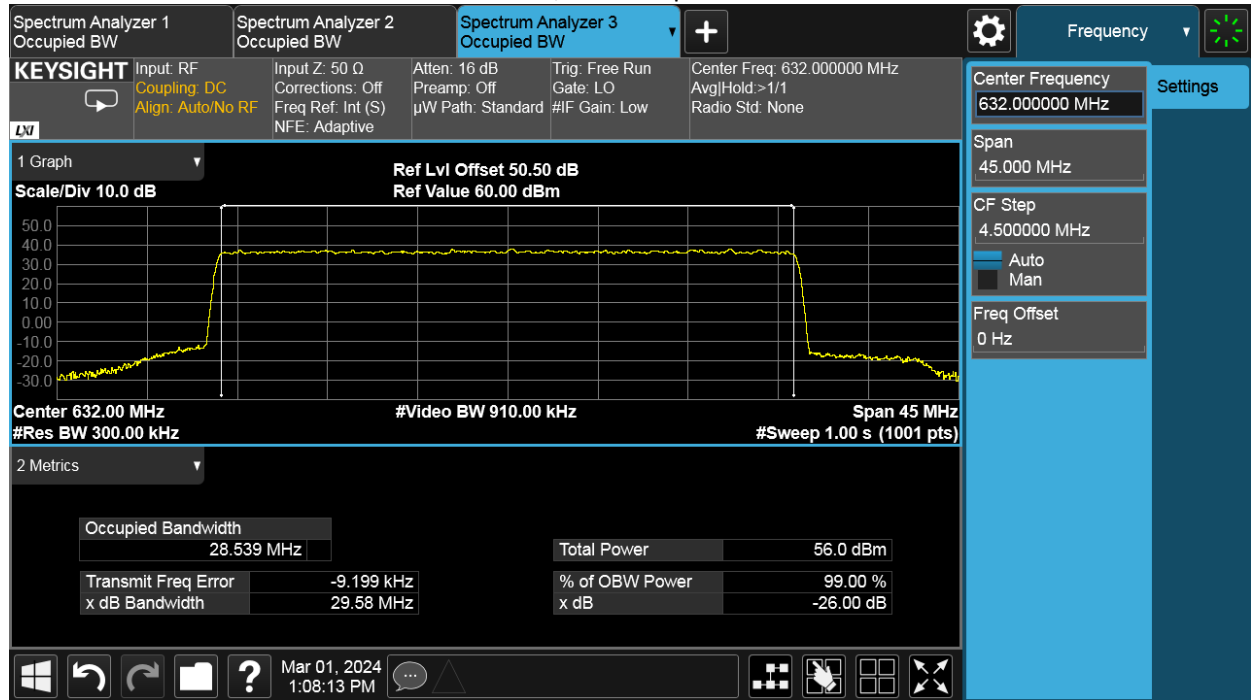 Spectrum Analyzer 1
Occupied BW
Spectrum Analyzer 2
Occupied BW
Spectrum Analyzer 3
Occupied BW
Frequency
KEYSIGHT
LXI
Input: RF
Coupling: DC
Align: Auto/No RF
Input Z: 50 Ω
Corrections: Off
Freq Ref: Int (S)
NFE: Adaptive
Atten: 16 dB
Preamp: Off
µW Path: Standard
Trig: Free Run
Gate: LO
#IF Gain: Low
Center Freq: 632.000000 MHz
Avg|Hold:>1/1
Radio Std: None
Center Frequency
632.000000 MHz
Settings
Span
45.000 MHz
CF Step
4.500000 MHz
Auto
Man
Freq Offset
0 Hz
1 Graph
Scale/Div 10.0 dB
Ref Lvl Offset 50.50 dB
Ref Value 60.00 dBm
50.0
40.0
30.0
20.0
10.0
0.00
-10.0
-20.0
-30.0
Center 632.00 MHz
#Res BW 300.00 kHz
#Video BW 910.00 kHz
Span 45 MHz
#Sweep 1.00 s (1001 pts)
2 Metrics
Occupied Bandwidth
28.539 MHz
Total Power 56.0 dBm
Transmit Freq Error -9.199 kHz
% of OBW Power 99.00 %
x dB Bandwidth 29.58 MHz
x dB -26.00 dB
?
Mar 01, 2024
1:08:13 PM